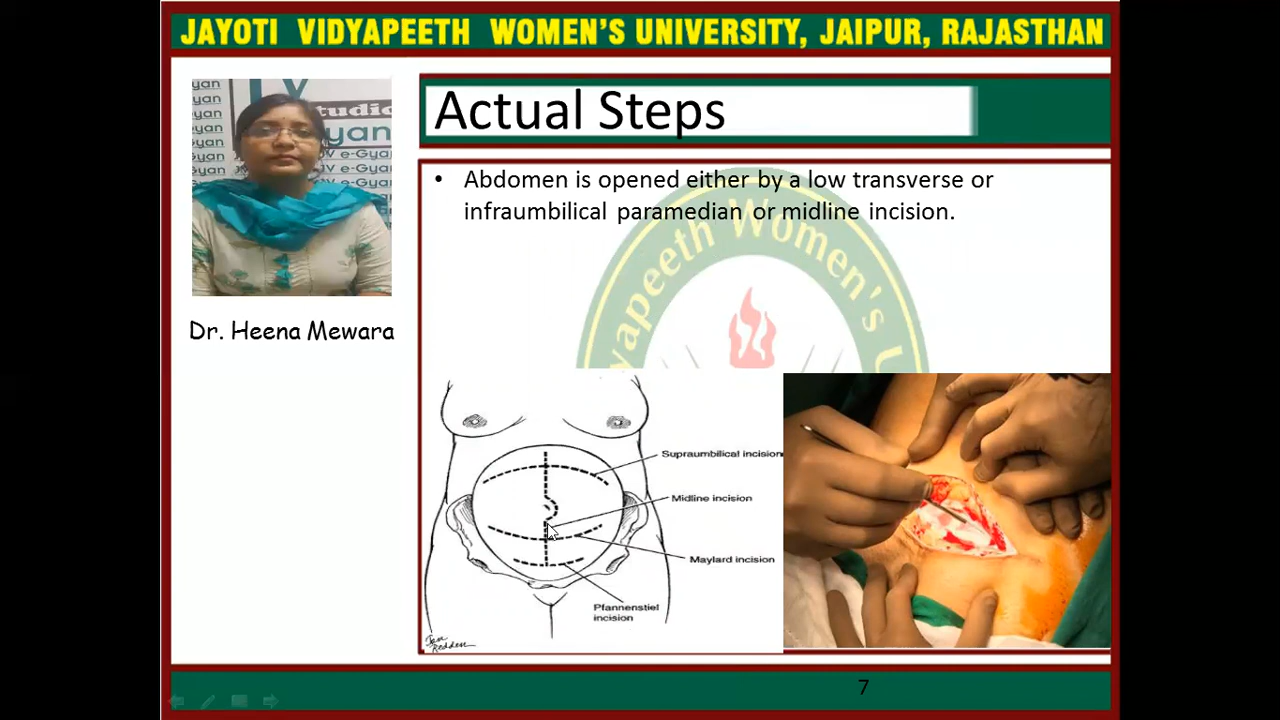 JAYOTI VIDYAPEETH WOMEN'S UNIVERSITY, JAIPUR, RAJASTHAN
Actual Steps
• Abdomen is opened either by a low transverse or
infraumbilical paramedian or midline incision.
Dr. Heena Mewara
Supraumbilical incision
Midline incision
Maylard incision
Pfannenstiel
incision
7